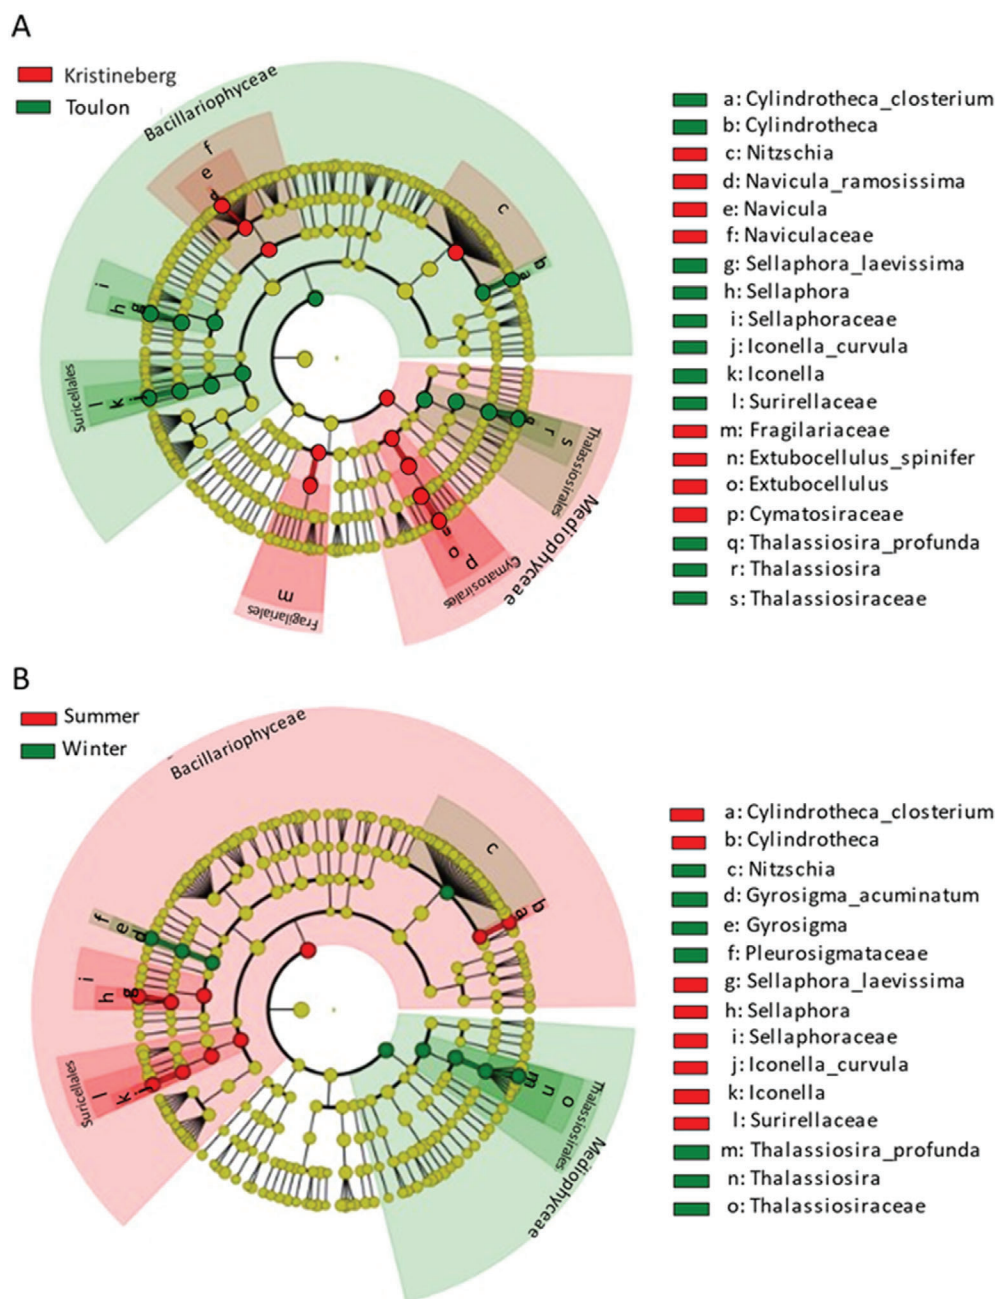 A
Kristineberg
Toulon
Bacillariophyceae
f
e
d
c
b
a
i
h
g
Suricellales
l
k
j
m
Fragilariales
n
o
p
Cymatosirales
Mediophyceae
q
r
s
Thalassiosirales
a: Cylindrotheca_closterium
b: Cylindrotheca
c: Nitzschia
d: Navicula_ramosissima
e: Navicula
f: Naviculaceae
g: Sellaphora_laevissima
h: Sellaphora
i: Sellaphoraceae
j: Iconella_curvula
k: Iconella
l: Surirellaceae
m: Fragilariaceae
n: Extubocellulus_spinifer
o: Extubocellulus
p: Cymatosiraceae
q: Thalassiosira_profunda
r: Thalassiosira
s: Thalassiosiraceae
B
Summer
Winter
Bacillariophyceae
c
b
a
f
e
d
i
h
g
Suricellales
l
k
j
m
n
o
Thalassiosirales
Mediophyceae
a: Cylindrotheca_closterium
b: Cylindrotheca
c: Nitzschia
d: Gyrosigma_acuminatum
e: Gyrosigma
f: Pleurosigmataceae
g: Sellaphora_laevissima
h: Sellaphora
i: Sellaphoraceae
j: Iconella_curvula
k: Iconella
l: Surirellaceae
m: Thalassiosira_profunda
n: Thalassiosira
o: Thalassiosiraceae